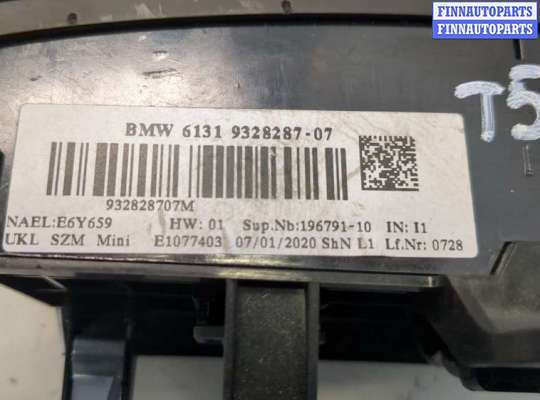 FINNAUTOPARTS
FINNAUTOPARTS
T5
BMW 6131 9328287-07
932828707M
NAEL:E6Y659 HW: 01 Sup.Nb:196791-10 IN: I1
UKL SZM Mini E1077403 07/01/2020 ShN L1 Lf.Nr: 0728